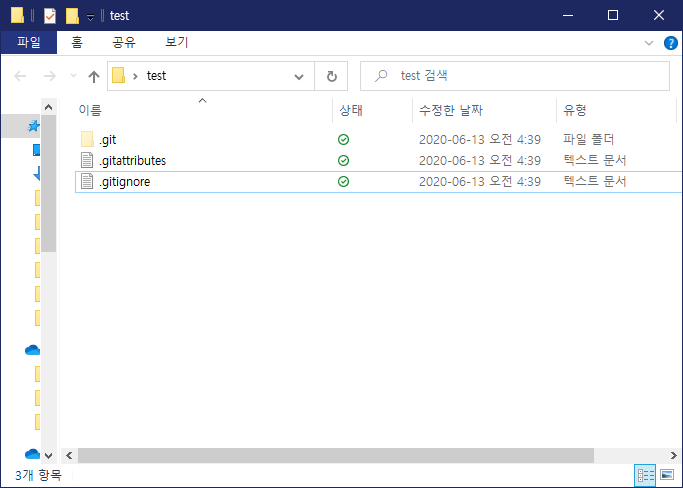 test
파일 홈 공유 보기
test test 검색
이름 상태 수정한 날짜 유형
.git 2020-06-13 오전 4:39 파일 폴더
.gitattributes 2020-06-13 오전 4:39 텍스트 문서
.gitignore 2020-06-13 오전 4:39 텍스트 문서
3개 항목